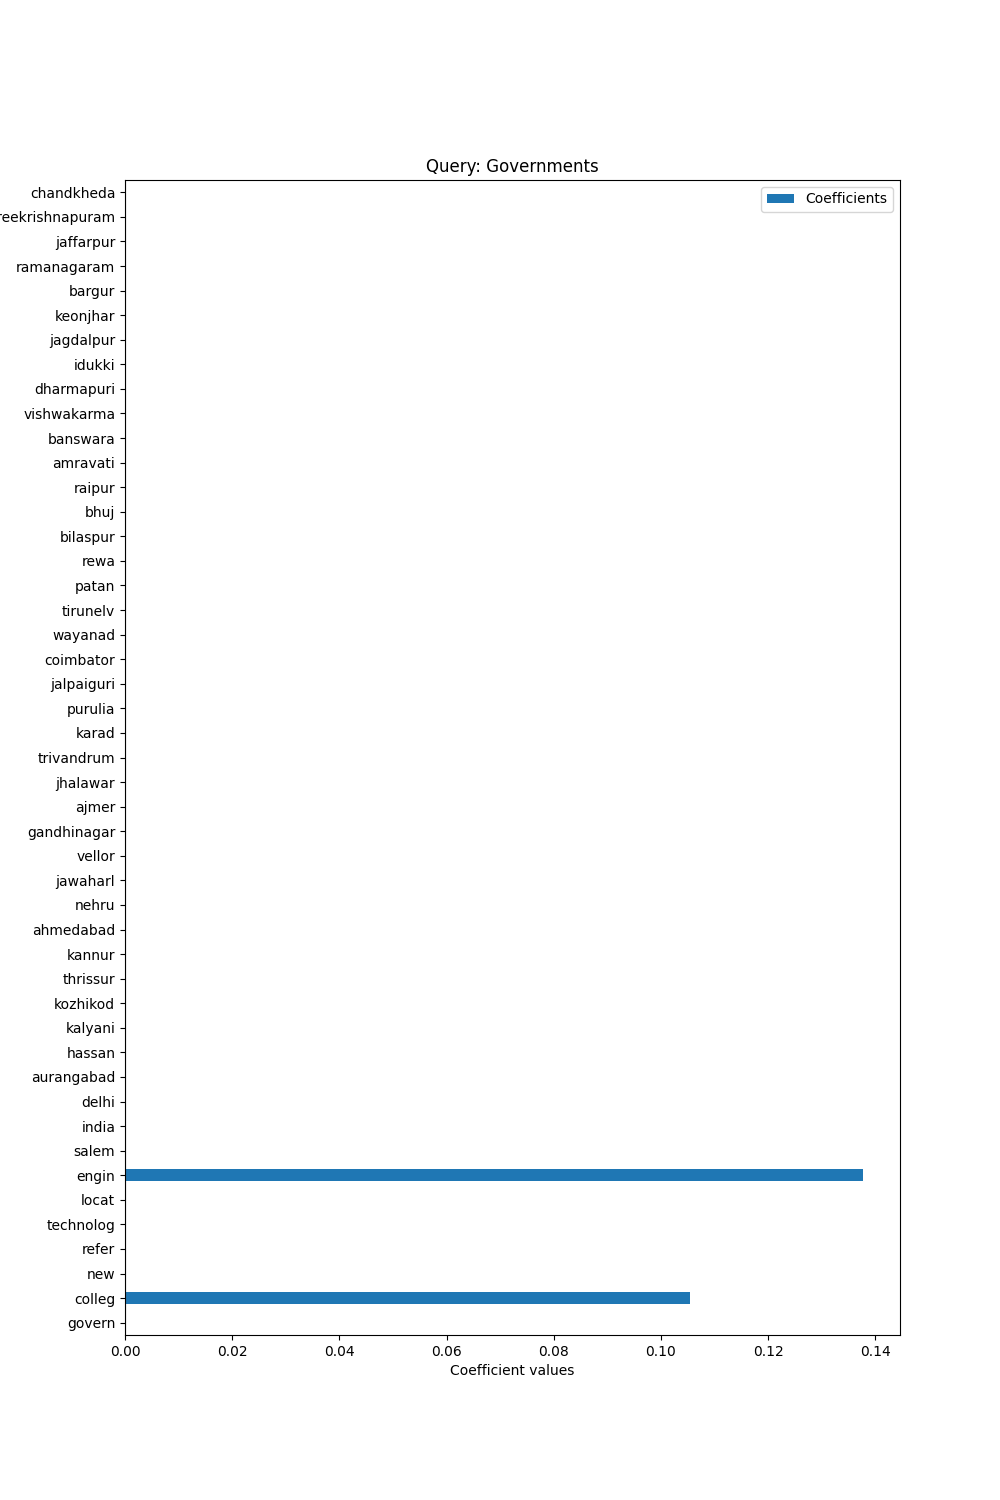 Query: Governments
Coefficients
chandkheda
reekrishnapuram
jaffarpur
ramanagaram
bargur
keonjhar
jagdalpur
idukki
dharmapuri
vishwakarma
banswara
amravati
raipur
bhuj
bilaspur
rewa
patan
tirunelv
wayanad
coimbator
jalpaiguri
purulia
karad
trivandrum
jhalawar
ajmer
gandhinagar
vellor
jawaharl
nehru
ahmedabad
kannur
thrissur
kozhikod
kalyani
hassan
aurangabad
delhi
india
salem
engin
locat
technolog
refer
new
colleg
govern
0.00 0.02 0.04 0.06 0.08 0.10 0.12 0.14
Coefficient values